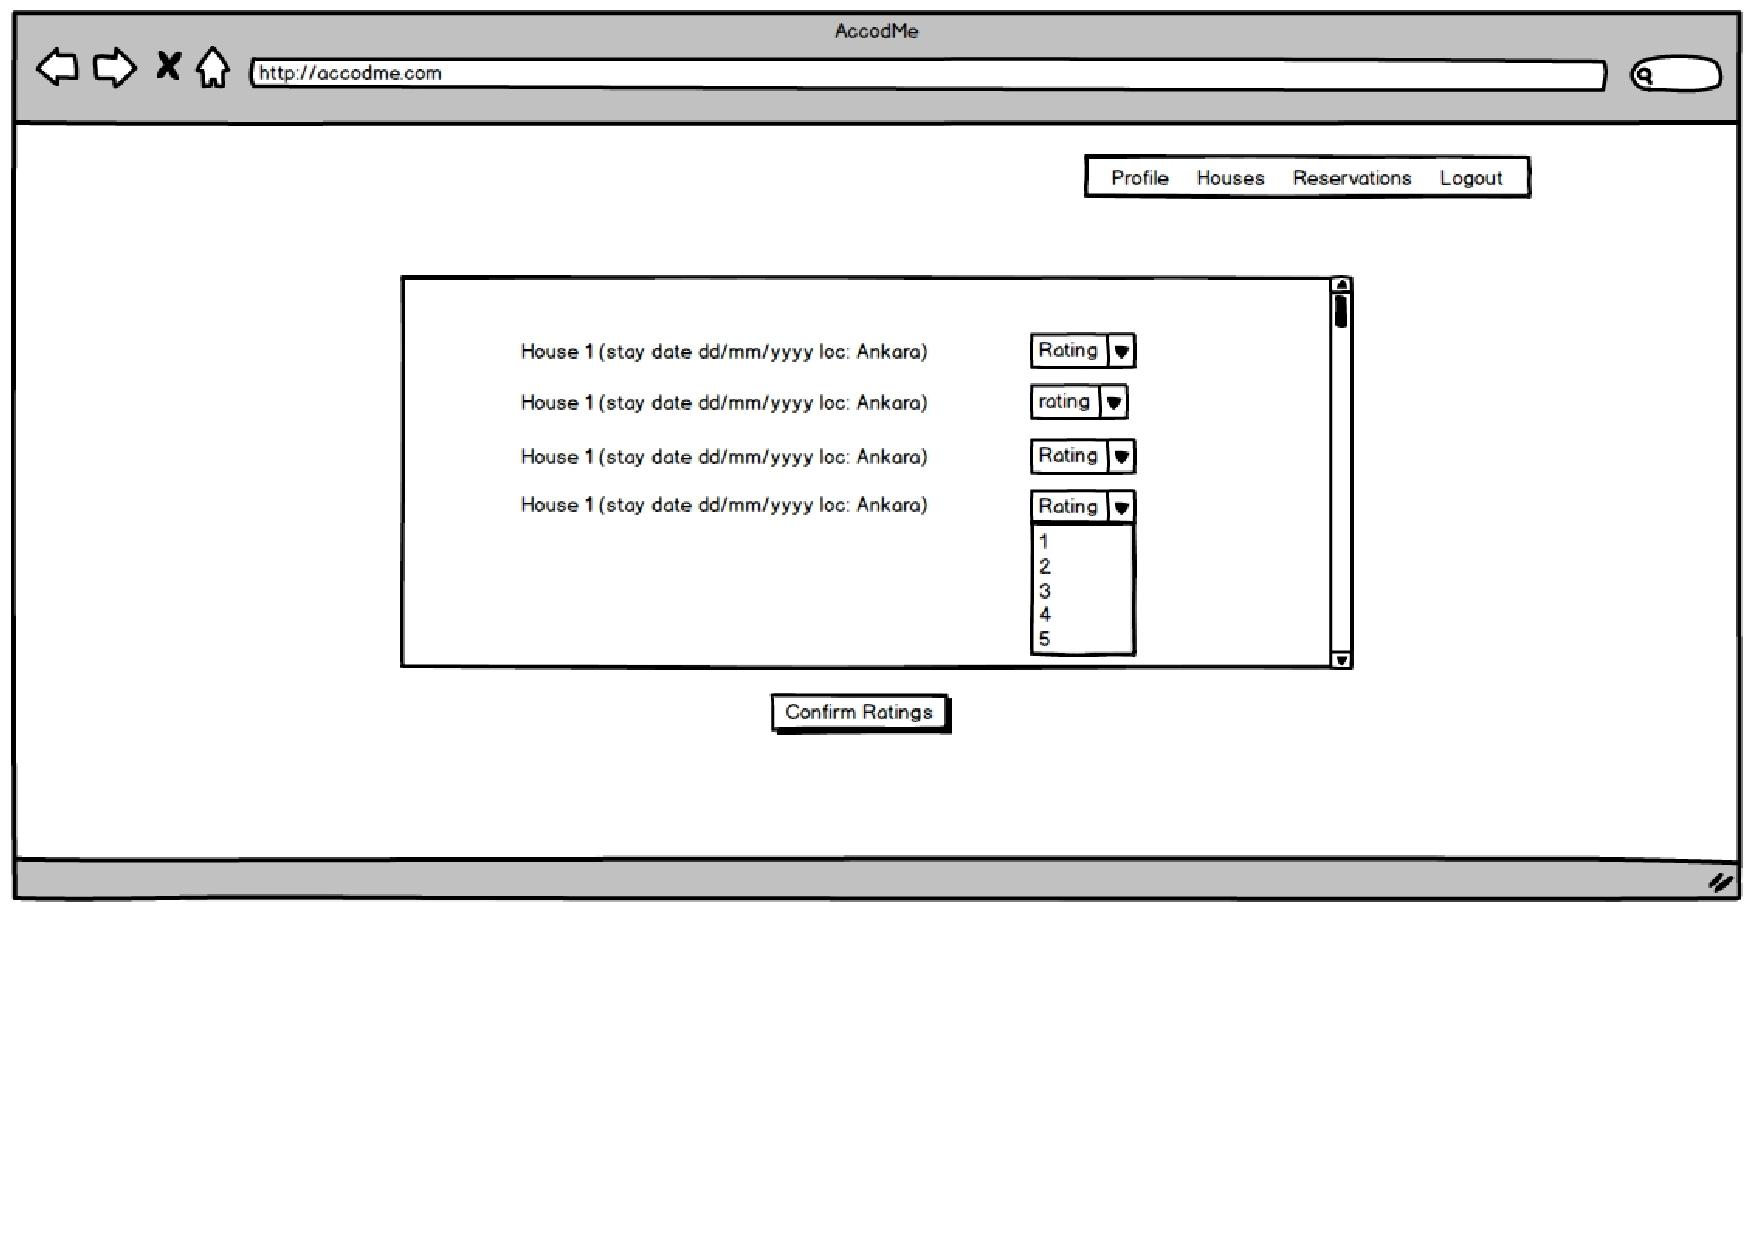 AccodMe
http://accodme.com
Profile Houses Reservations Logout
House 1 (stay date dd/mm/yyyy loc: Ankara) Rating
House 1 (stay date dd/mm/yyyy loc: Ankara) rating
House 1 (stay date dd/mm/yyyy loc: Ankara) Rating
House 1 (stay date dd/mm/yyyy loc: Ankara) Rating
1
2
3
4
5
Confirm Ratings